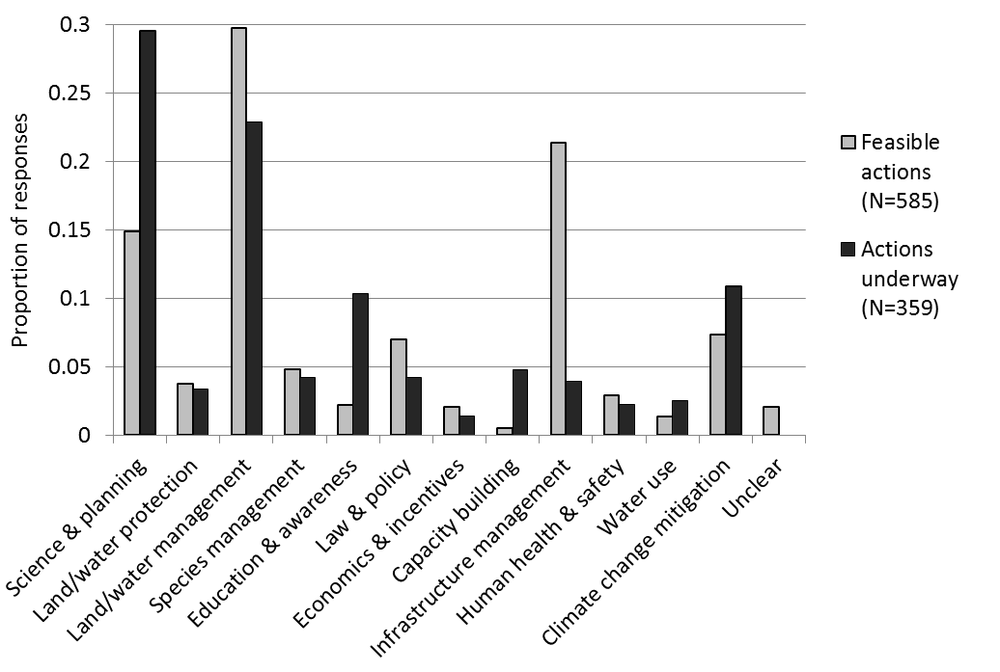 0.3
0.25
0.2
0.15
0.1
0.05
0
Proportion of responses
Science & planning
Land/water protection
Land/water management
Species management
Education & awareness
Law & policy
Economics & incentives
Capacity building
Infrastructure management
Human health & safety
Water use
Climate change mitigation
Unclear
Feasible
actions
(N=585)
Actions
underway
(N=359)